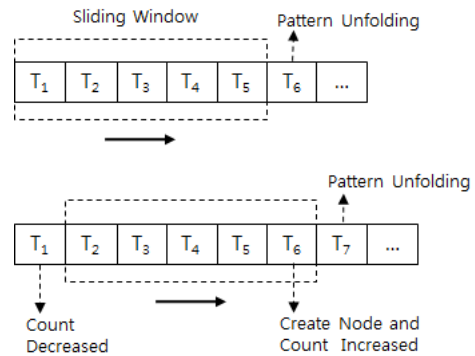 Sliding Window
Pattern Unfolding
T₁ T₂ T₃ T₄ T₅ T₆ ...
Pattern Unfolding
T₁ T₂ T₃ T₄ T₅ T₆ T₇ ...
Count
Decreased
Create Node and
Count Increased